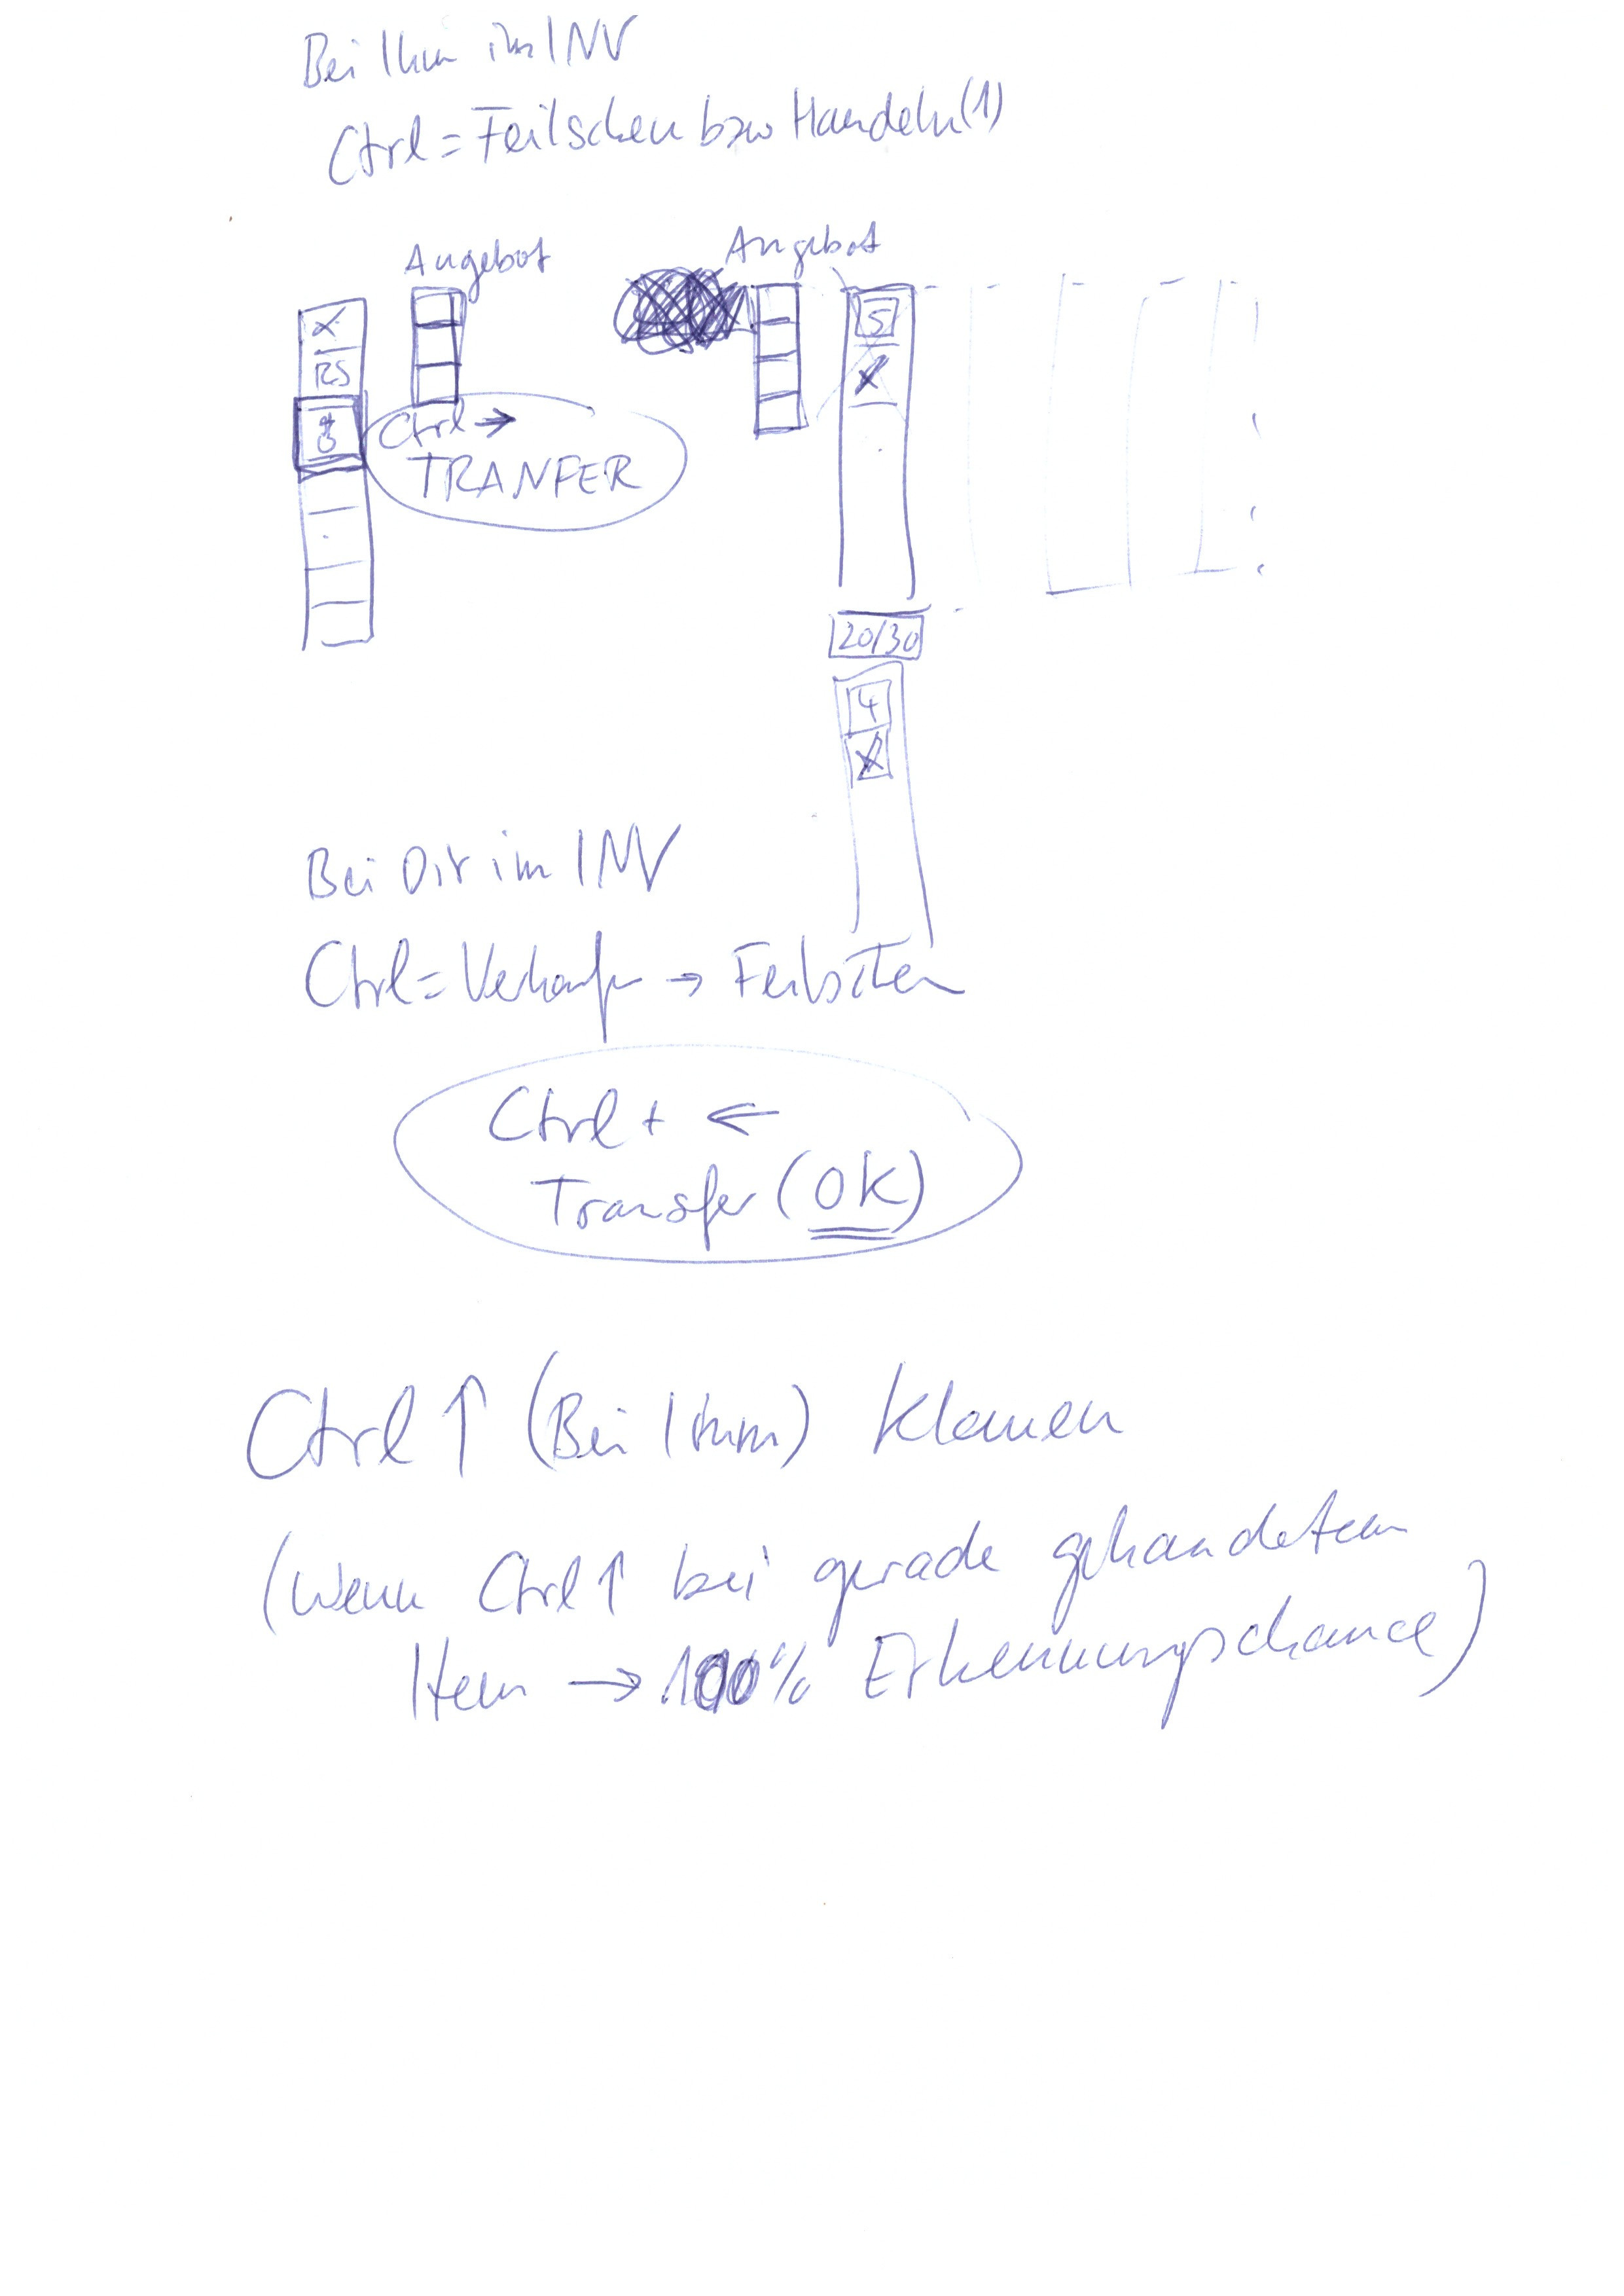 Bei Ihm im INV
Ctrl = Feilschen bzw Handeln (1)
Angebot
Angebot
X
RS
S
X
Ctrl →
TRANFER
20/30
4
X
Bei Dir im INV
Ctrl = Verkaufen → Feilschen
Ctrl + ←
Transfer (OK)
Ctrl ↑ (Bei Ihm) Klauen
(Wenn Ctrl ↑ bei gerade gehandeltem
Item → 100% Erkennungschance)